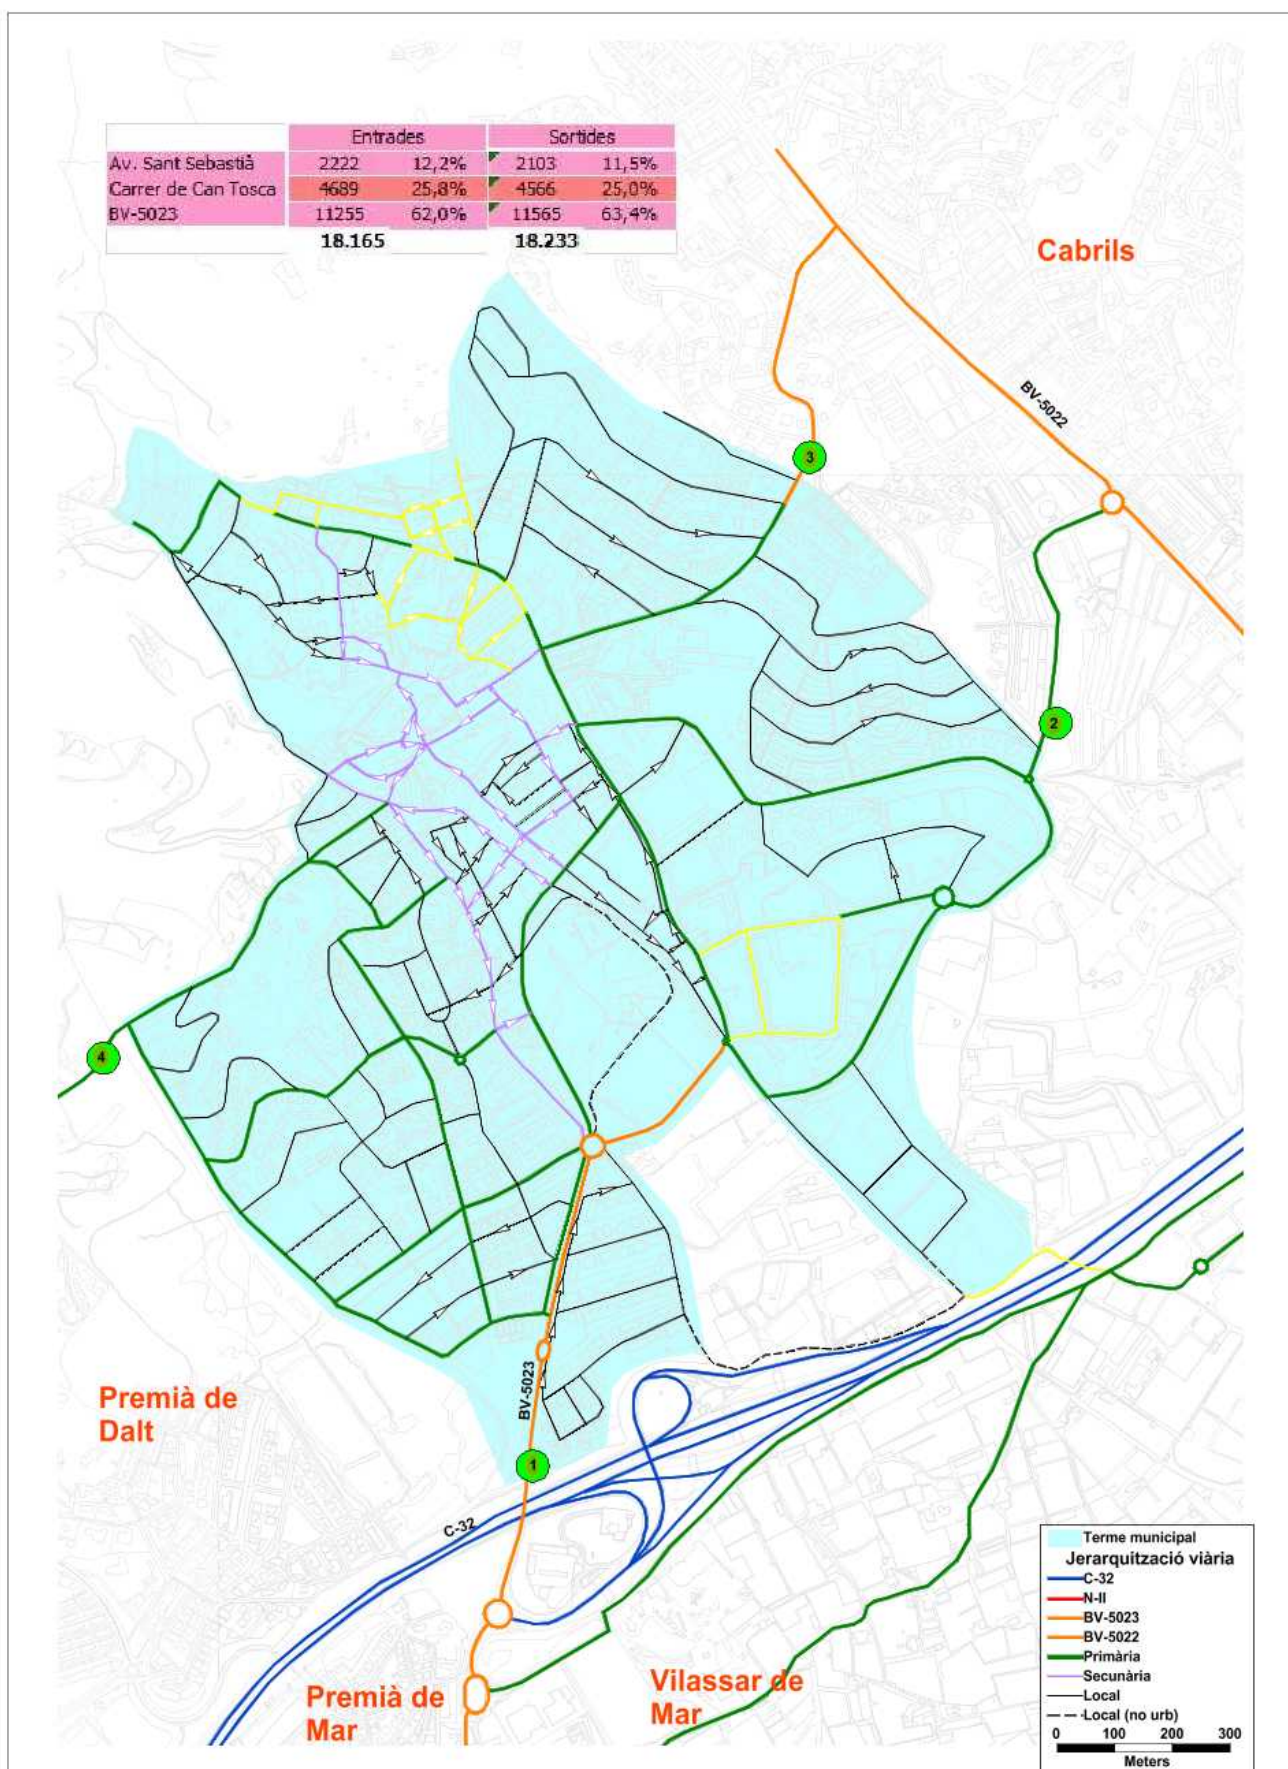 Entrades Sortides
Av. Sant Sebastià 2222 12,2% 2103 11,5%
Carrer de Can Tosca 4689 25,8% 4566 25,0%
BV-5023 11255 62,0% 11565 63,4%
18.165 18.233
Cabrils
BV-5022
3
2
4
BV-5023
Premià de
Dalt
1
C-32
Premià de
Mar
Vilassar de
Mar
Terme municipal
Jerarquització viària
C-32
N-II
BV-5023
BV-5022
Primària
Secunària
Local
Local (no urb)
0 100 200 300
Meters